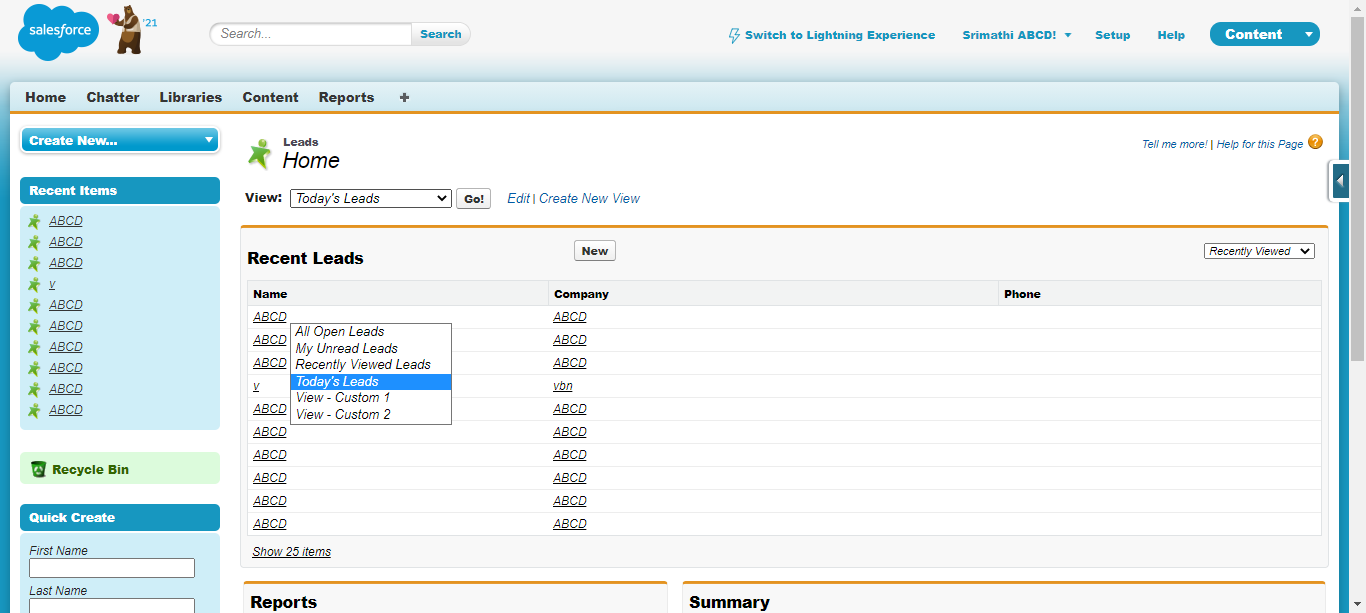 salesforce
'21
Search...
Search
Switch to Lightning Experience
Srimathi ABCD!
Setup
Help
Content
Home
Chatter
Libraries
Content
Reports
+
Create New...
Recent Items
ABCD
ABCD
ABCD
v
ABCD
ABCD
ABCD
ABCD
ABCD
ABCD
Recycle Bin
Quick Create
First Name
Last Name
Leads
Home
Tell me more! | Help for this Page ?
View: Today's Leads Go! Edit | Create New View
Recent Leads New Recently Viewed
Name Company Phone
ABCD ABCD
ABCD ABCD
ABCD ABCD
v vbn
ABCD ABCD
ABCD ABCD
ABCD ABCD
ABCD ABCD
ABCD ABCD
ABCD ABCD
All Open Leads
My Unread Leads
Recently Viewed Leads
Today's Leads
View - Custom 1
View - Custom 2
Show 25 items
Reports
Summary